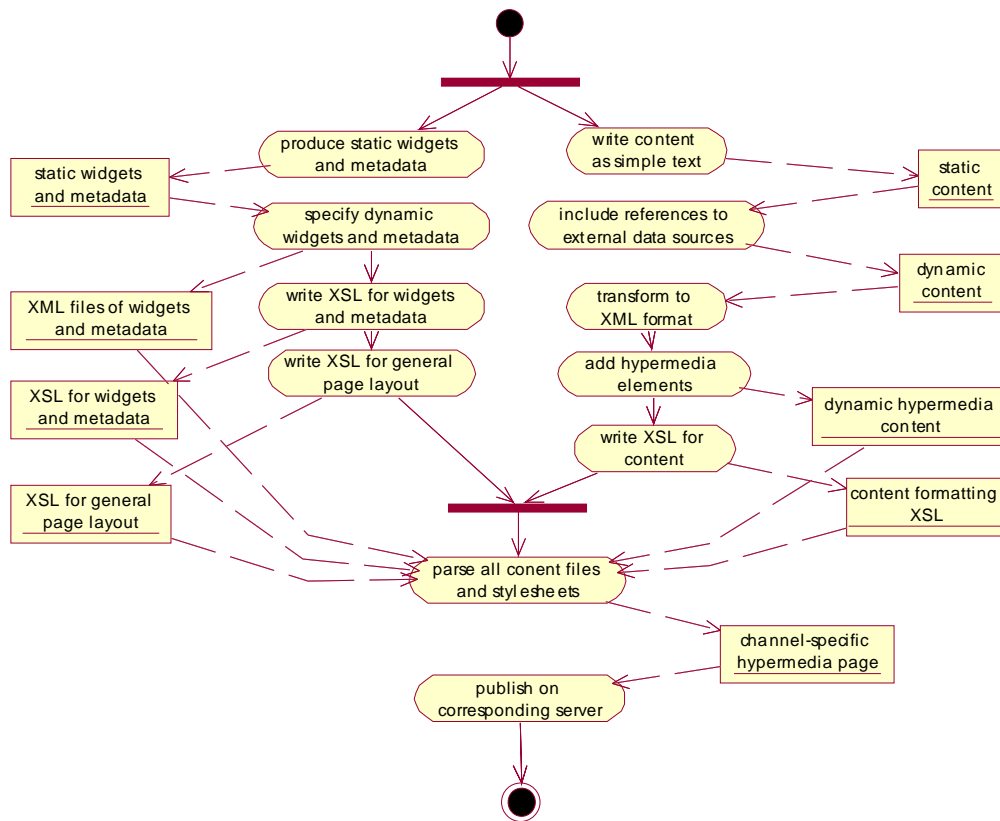 produce static widgets
and metadata
write content
as simple text
static widgets
and metadata
static
content
specify dynamic
widgets and metadata
include references to
external data sources
dynamic
content
XML files of widgets
and metadata
write XSL for widgets
and metadata
transform to
XML format
write XSL for general
page layout
add hypermedia
elements
XSL for widgets
and metadata
dynamic hypermedia
content
write XSL for
content
XSL for general
page layout
content formatting
XSL
parse all conent files
and stylesheets
channel-specific
hypermedia page
publish on
corresponding server